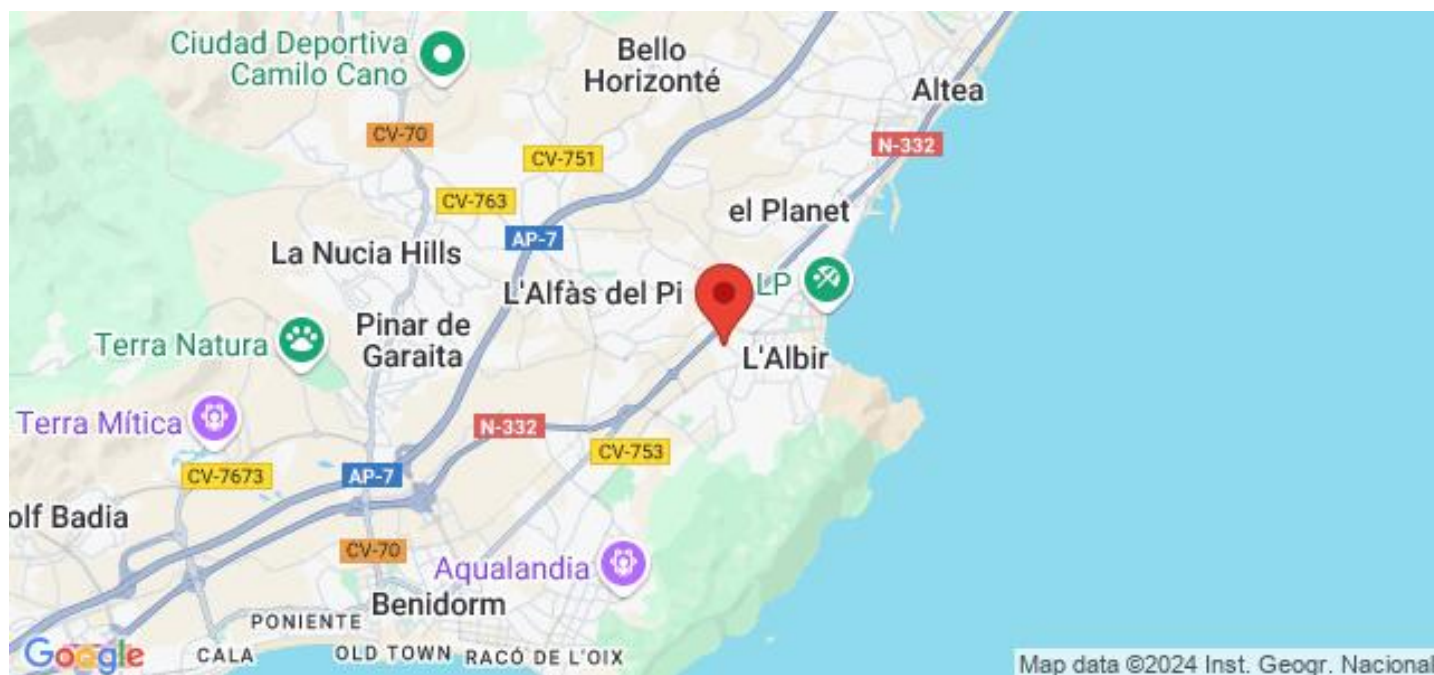 Ciudad Deportiva
Camilo Cano
Bello
Horizonté
Altea
CV-70
N-332
CV-751
CV-763
el Planet
AP-7
La Nucia Hills
L'Alfàs del Pi
LP
Pinar de
Garaita
Terra Natura
L'Albir
Terra Mítica
N-332
CV-753
CV-7673
AP-7
olf Badia
CV-70
Aqualandia
Benidorm
PONIENTE
CALA
OLD TOWN
RACÓ DE L'OIX
Google
Map data ©2024 Inst. Geogr. Nacional